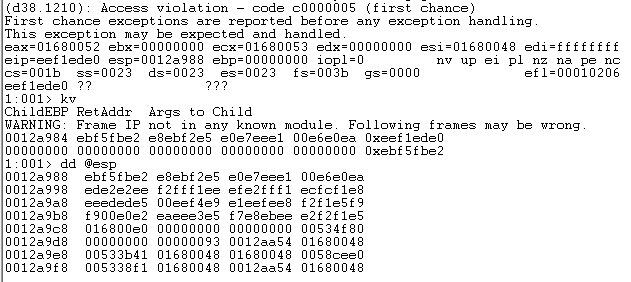 (d38.1210): Access violation - code c0000005 (first chance)
First chance exceptions are reported before any exception handling.
This exception may be expected and handled.
eax=01680052 ebx=00000000 ecx=01680053 edx=00000000 esi=01680048 edi=ffffffff
eip=eef1ede0 esp=0012a988 ebp=00000000 iopl=0 nv up ei pl nz na pe nc
cs=001b ss=0023 ds=0023 es=0023 fs=003b gs=0000 efl=00010206
eef1ede0 ?? ???
1:001> kv
ChildEBP RetAddr Args to Child
WARNING: Frame IP not in any known module. Following frames may be wrong.
0012a984 ebf5fbe2 e8ebf2e5 e0e7eee1 00e6e0ea 0xeef1ede0
00000000 00000000 00000000 00000000 00000000 0xebf5fbe2
1:001> dd @esp
0012a988 ebf5fbe2 e8ebf2e5 e0e7eee1 00e6e0ea
0012a998 ede2e2ee f2fff1ee efe2fff1 ecfcf1e8
0012a9a8 eeedede5 00eef4e9 e1eefee8 f2f1e5f9
0012a9b8 f900e0e2 eaeee3e5 f7e8ebee e2f2f1e5
0012a9c8 016800e0 00000000 00000000 00534f80
0012a9d8 00000000 00000093 0012aa54 01680048
0012a9e8 00533b41 01680048 01680048 0058cee0
0012a9f8 005338f1 01680048 0012aa54 01680048